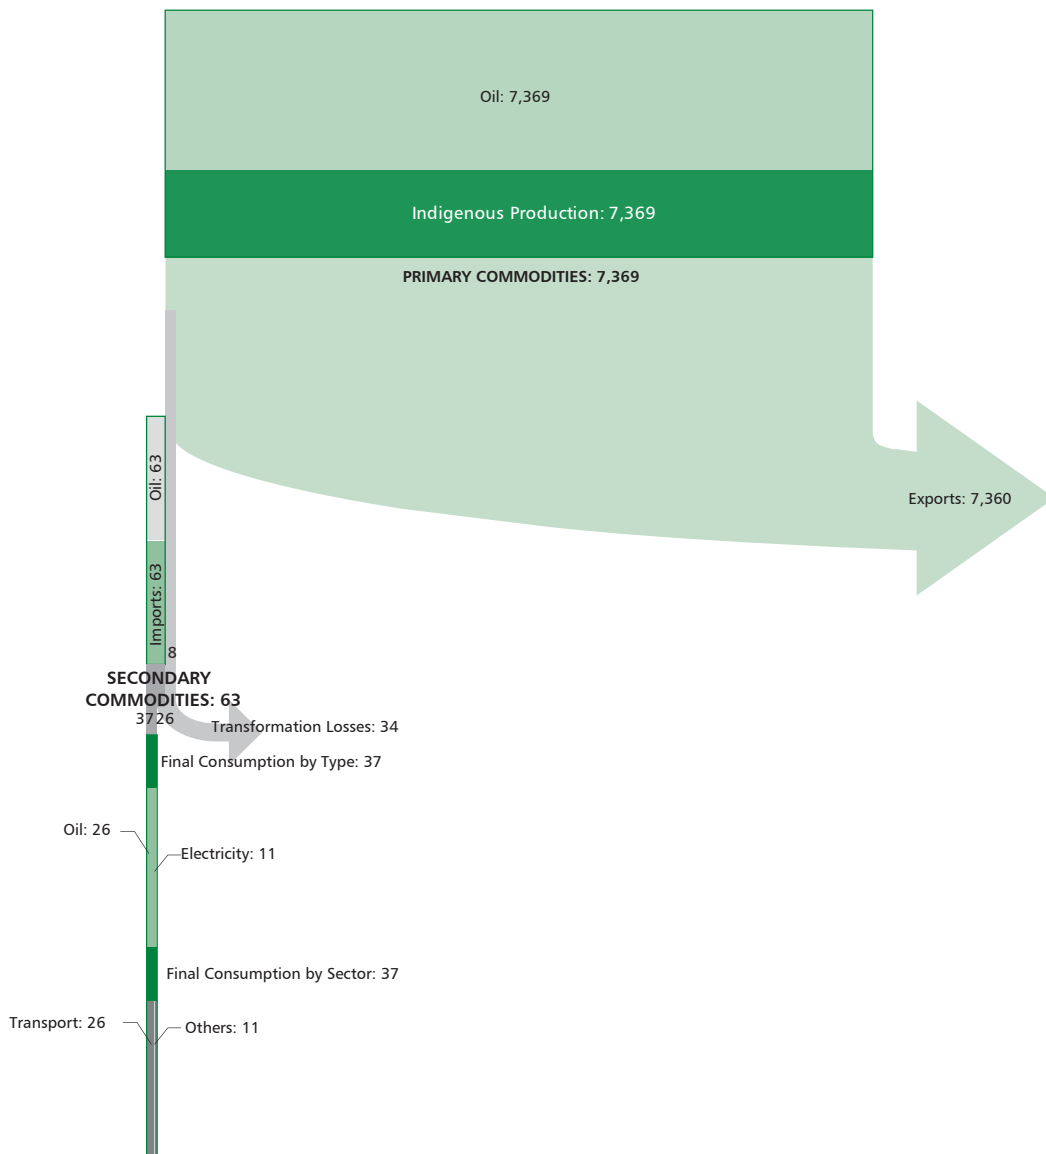 Oil: 7,369
Indigenous Production: 7,369
PRIMARY COMMODITIES: 7,369
Oil: 63
Exports: 7,360
Imports: 63
8
SECONDARY
COMMODITIES: 63
37 26
Transformation Losses: 34
Final Consumption by Type: 37
Oil: 26
Electricity: 11
Final Consumption by Sector: 37
Transport: 26
Others: 11